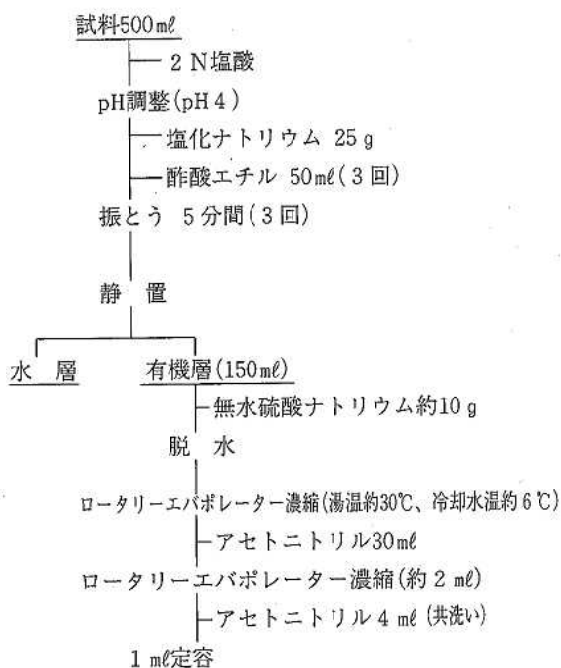 試料500mℓ
2N塩酸
pH調整(pH4)
塩化ナトリウム 25g
酢酸エチル 50mℓ(3回)
振とう 5分間(3回)
静 置
水 層 有機層(150mℓ)
無水硫酸ナトリウム約10g
脱 水
ロータリーエバポレーター濃縮(湯温約30℃、冷却水温約6℃)
アセトニトリル30mℓ
ロータリーエバポレーター濃縮(約2mℓ)
アセトニトリル4mℓ(共洗い)
1mℓ定容